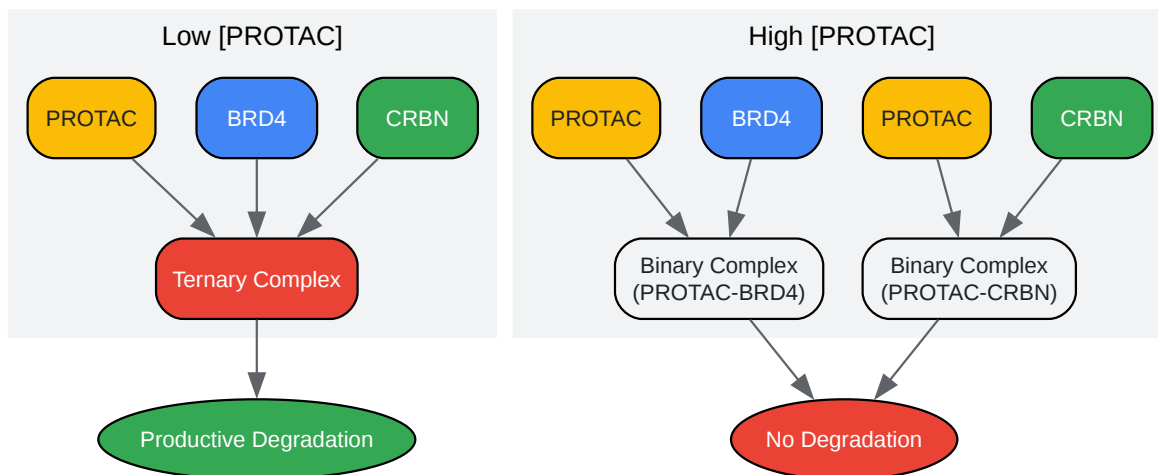 Low [PROTAC]
PROTAC
BRD4
CRBN
Ternary Complex
Productive Degradation
High [PROTAC]
PROTAC
BRD4
PROTAC
CRBN
Binary Complex
(PROTAC-BRD4)
Binary Complex
(PROTAC-CRBN)
No Degradation